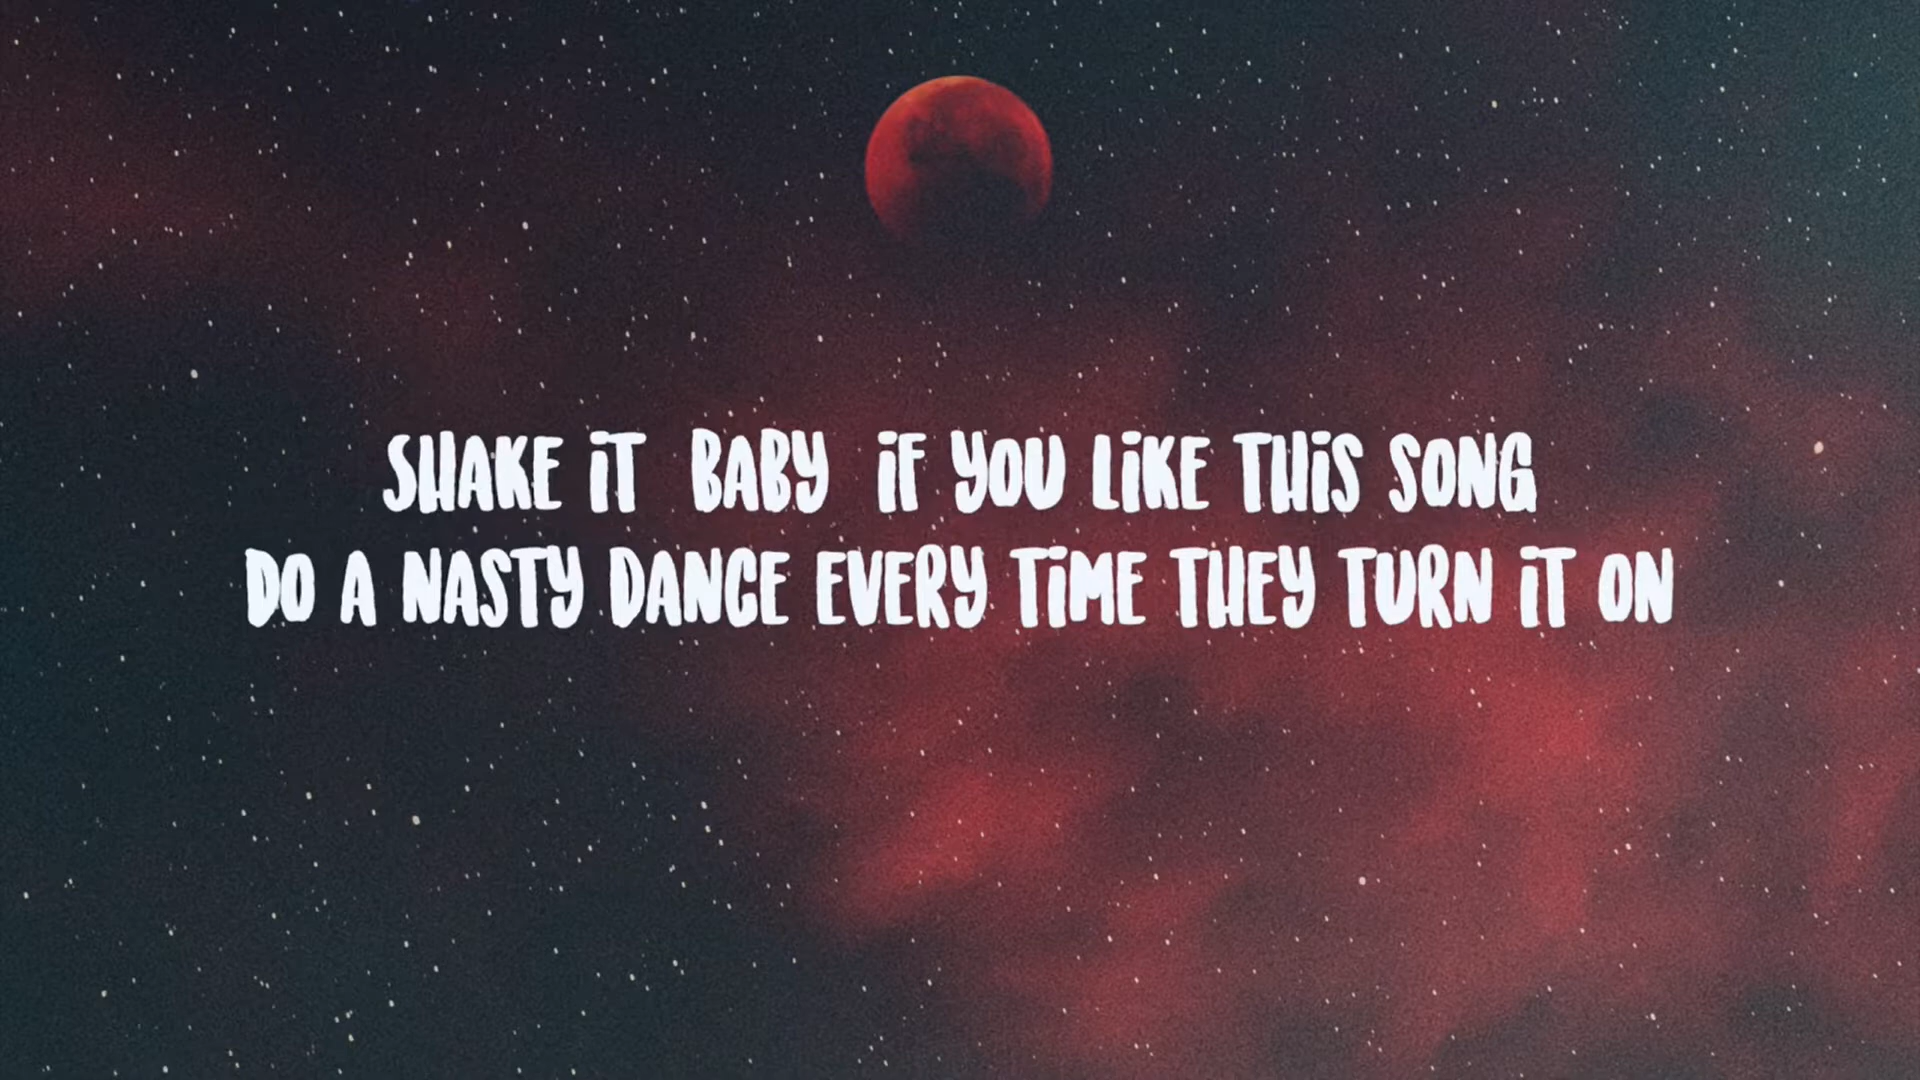 SHAKE iT BABY iF YOU LiKE THiS SONG
DO A NASTY DANCE EVERY TiME THEY TURN iT ON